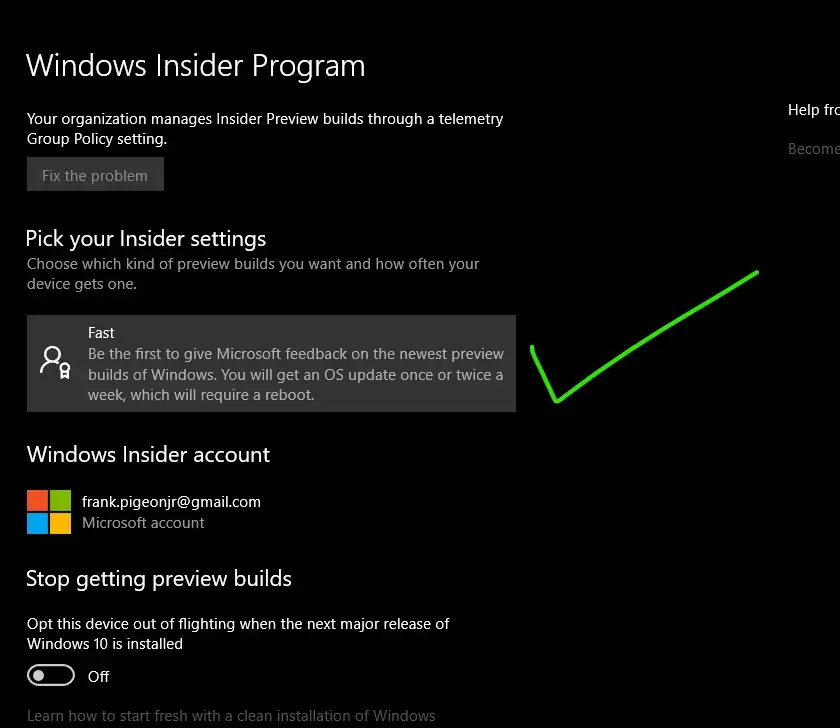 Windows Insider Program
Your organization manages Insider Preview builds through a telemetry
Group Policy setting.
Help fro
Become
Fix the problem
Pick your Insider settings
Choose which kind of preview builds you want and how often your
device gets one.
Fast
Be the first to give Microsoft feedback on the newest preview
builds of Windows. You will get an OS update once or twice a
week, which will require a reboot.
Windows Insider account
frank.pigeonjr@gmail.com
Microsoft account
Stop getting preview builds
Opt this device out of flighting when the next major release of
Windows 10 is installed
Off
Learn how to start fresh with a clean installation of Windows